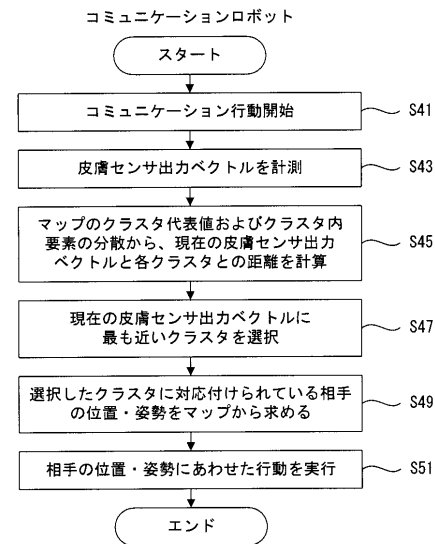 コミュニケーションロボット
スタート
コミュニケーション行動開始
S41
皮膚センサ出力ベクトルを計測
S43
マップのクラスタ代表値およびクラスタ内
要素の分散から、現在の皮膚センサ出力
ベクトルと各クラスタとの距離を計算
S45
現在の皮膚センサ出力ベクトルに
最も近いクラスタを選択
S47
選択したクラスタに対応付けられている相手
の位置・姿勢をマップから求める
S49
相手の位置・姿勢にあわせた行動を実行
S51
エンド